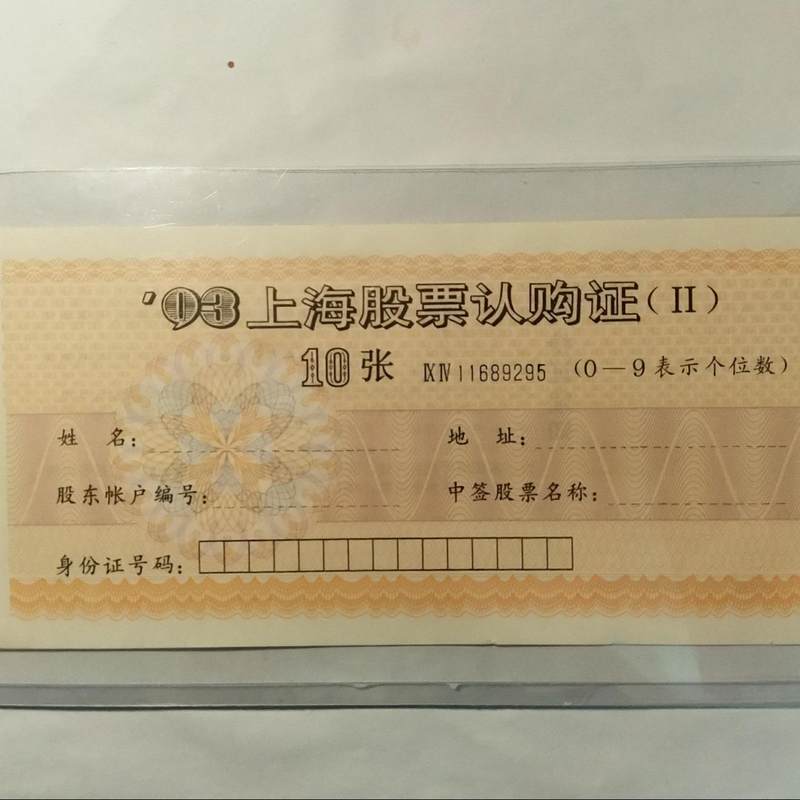 '93上海股票认购证(II)
10张 ⅨⅣ11689295 (0—9表示个位数)
姓 名: 地 址:
股东帐户编号: 中签股票名称:
身份证号码: